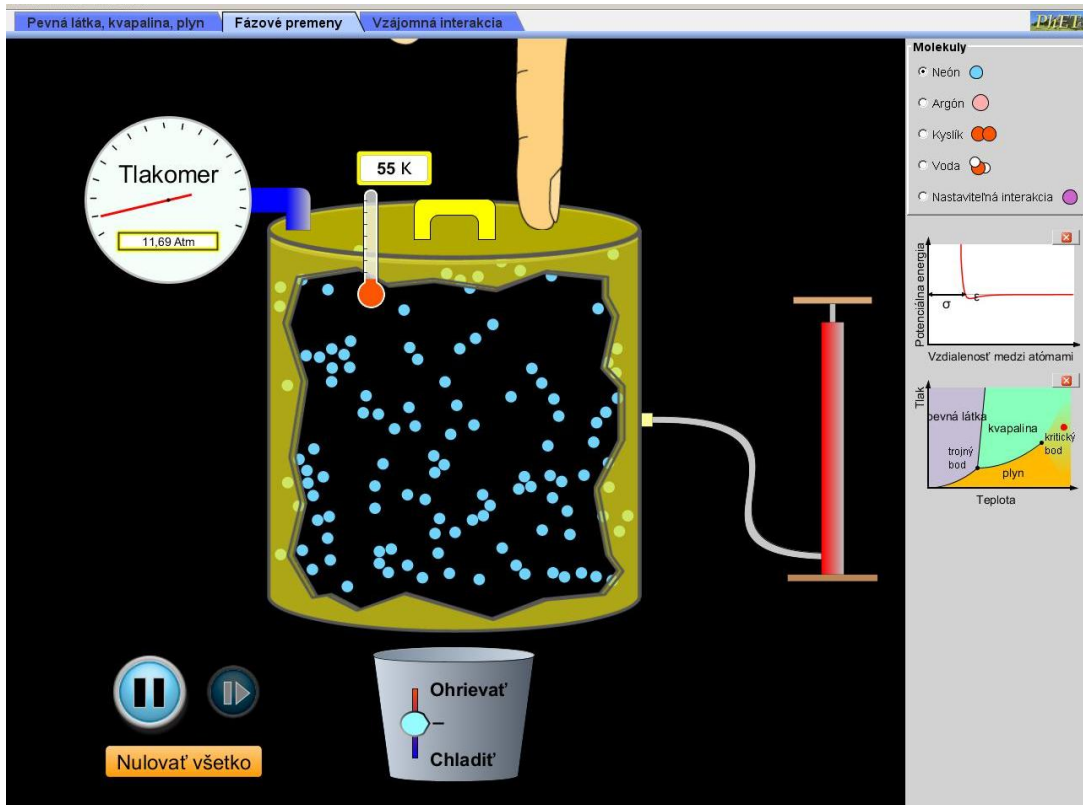 Pevná látka, kvapalina, plyn
Fázové premeny
Vzájomná interakcia
PhET
Molekuly
Neón
Argón
Kyslík
Voda
Nastaviteľná interakcia
Tlakomer
11,69 Atm
55 K
Potenciálna energia
σ
ε
Vzdialenosť medzi atómami
Tlak
pevná látka
kvapalina
kritický
bod
trojný
bod
plyn
Teplota
Ohrievať
Chladiť
Nulovať všetko